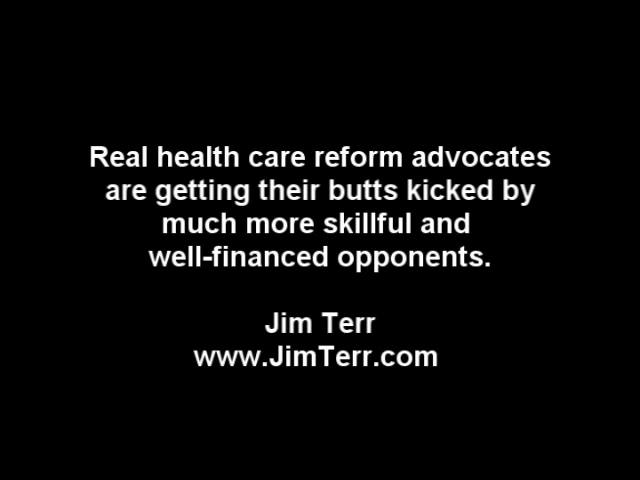 Real health care reform advocates
are getting their butts kicked by
much more skillful and
well-financed opponents.
Jim Terr
www.JimTerr.com